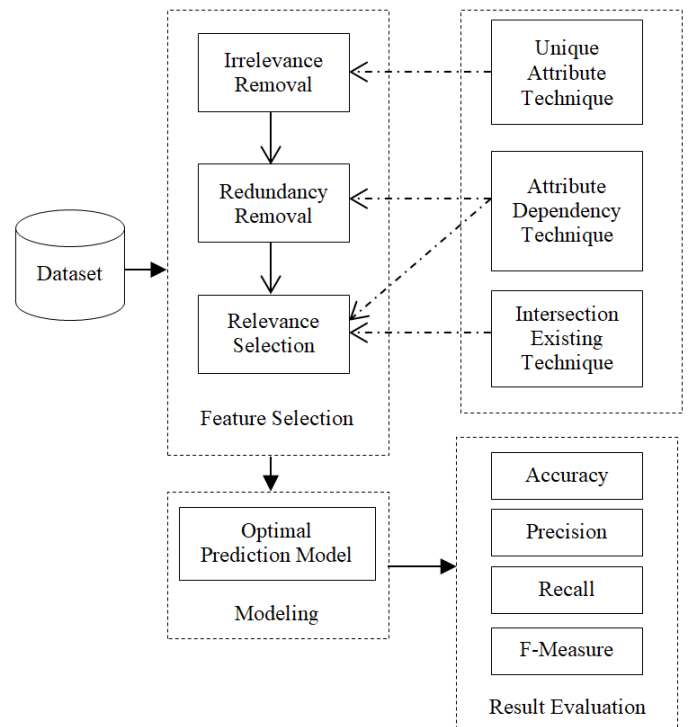 Dataset
Irrelevance
Removal
Redundancy
Removal
Relevance
Selection
Feature Selection
Unique
Attribute
Technique
Attribute
Dependency
Technique
Intersection
Existing
Technique
Optimal
Prediction Model
Modeling
Accuracy
Precision
Recall
F-Measure
Result Evaluation